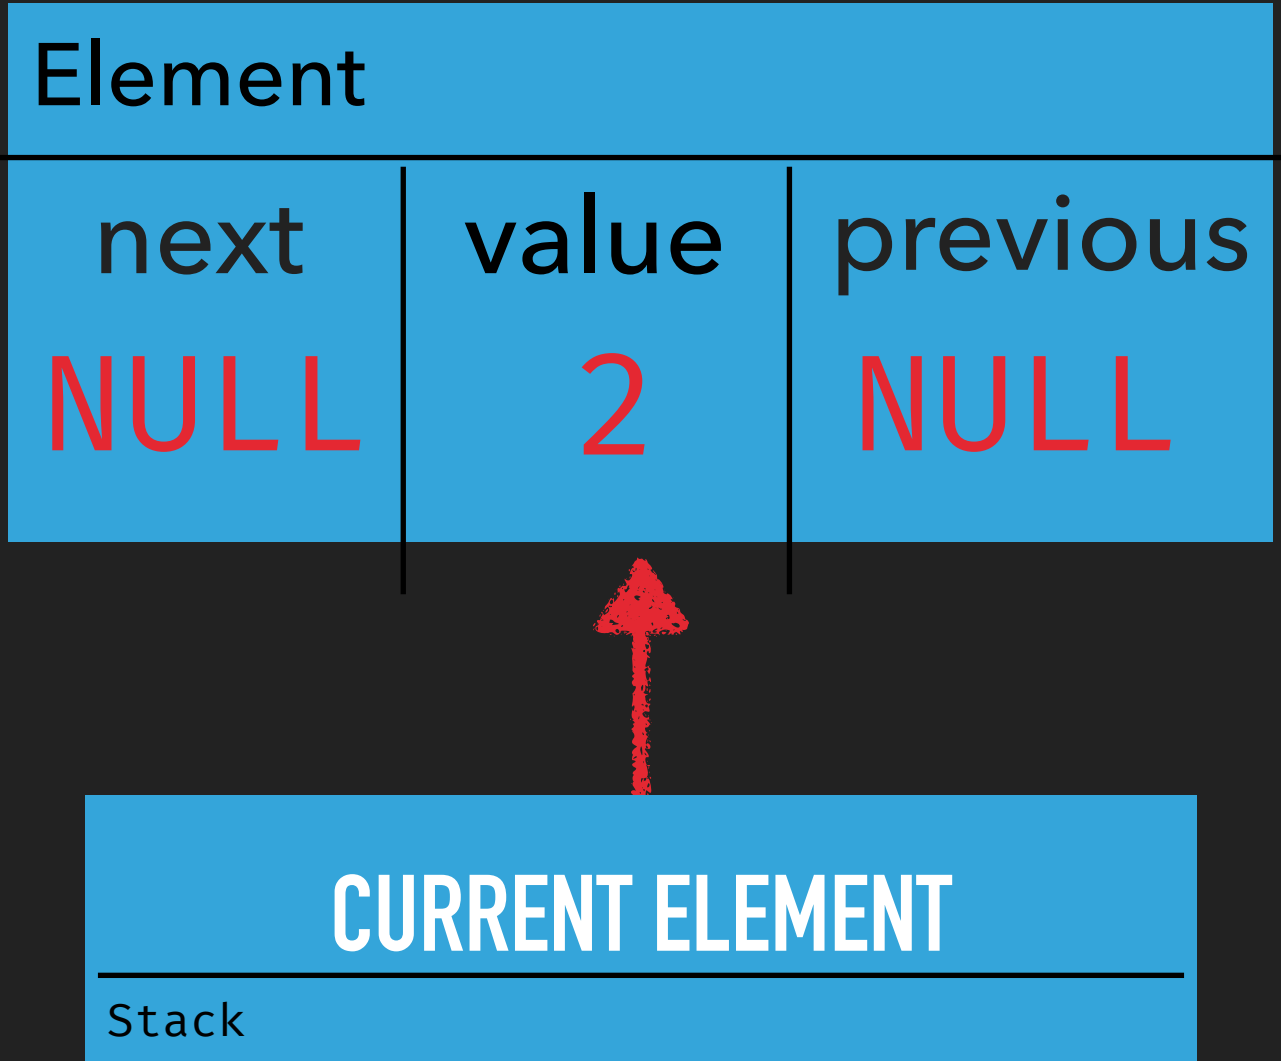 Element
next value previous
NULL 2 NULL
CURRENT ELEMENT
Stack